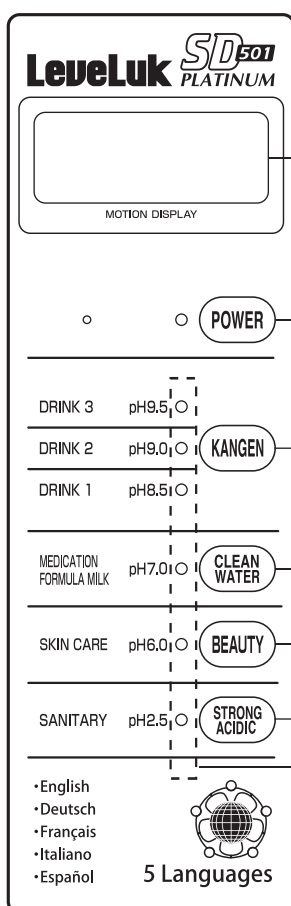 LeveLuk SD501
PLATINUM
MOTION DISPLAY
POWER
DRINK 3 pH9.5
DRINK 2 pH9.0 KANGEN
DRINK 1 pH8.5
MEDICATION
FORMULA MILK pH7.0 CLEAN
WATER
SKIN CARE pH6.0 BEAUTY
SANITARY pH2.5 STRONG
ACIDIC
•English
•Deutsch
•Français
•Italiano
•Español
5 Languages